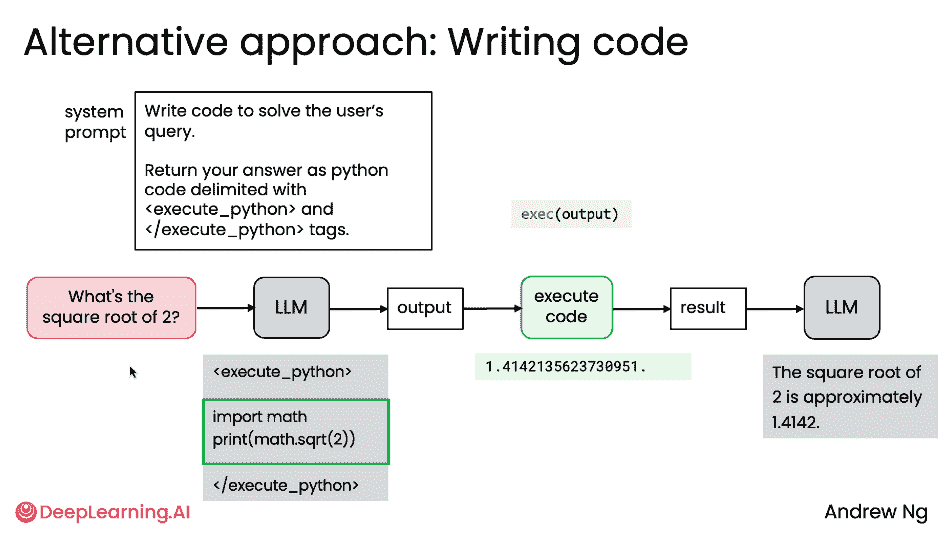 Alternative approach: Writing code
system
prompt
Write code to solve the user's
query.
Return your answer as python
code delimited with
<execute_python> and
</execute_python> tags.
exec(output)
What's the
square root of 2?
LLM
output
execute
code
result
LLM
<execute_python>
import math
print(math.sqrt(2))
</execute_python>
1.4142135623730951.
The square root of
2 is approximately
1.4142.
DeepLearning.AI
Andrew Ng